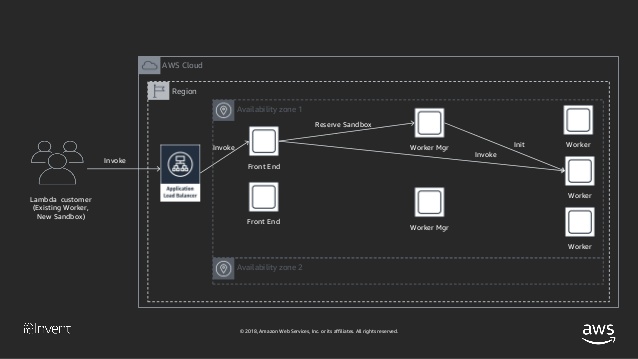 AWS Cloud
Region
Availability zone 1
Reserve Sandbox
Worker Mgr
Worker
Init
Invoke
Invoke
Invoke
Front End
Worker
Application
Load Balancer
Lambda customer
(Existing Worker,
New Sandbox)
Front End
Worker Mgr
Worker
Availability zone 2
re:Invent
© 2018, Amazon Web Services, Inc. or its affiliates. All rights reserved.
aws